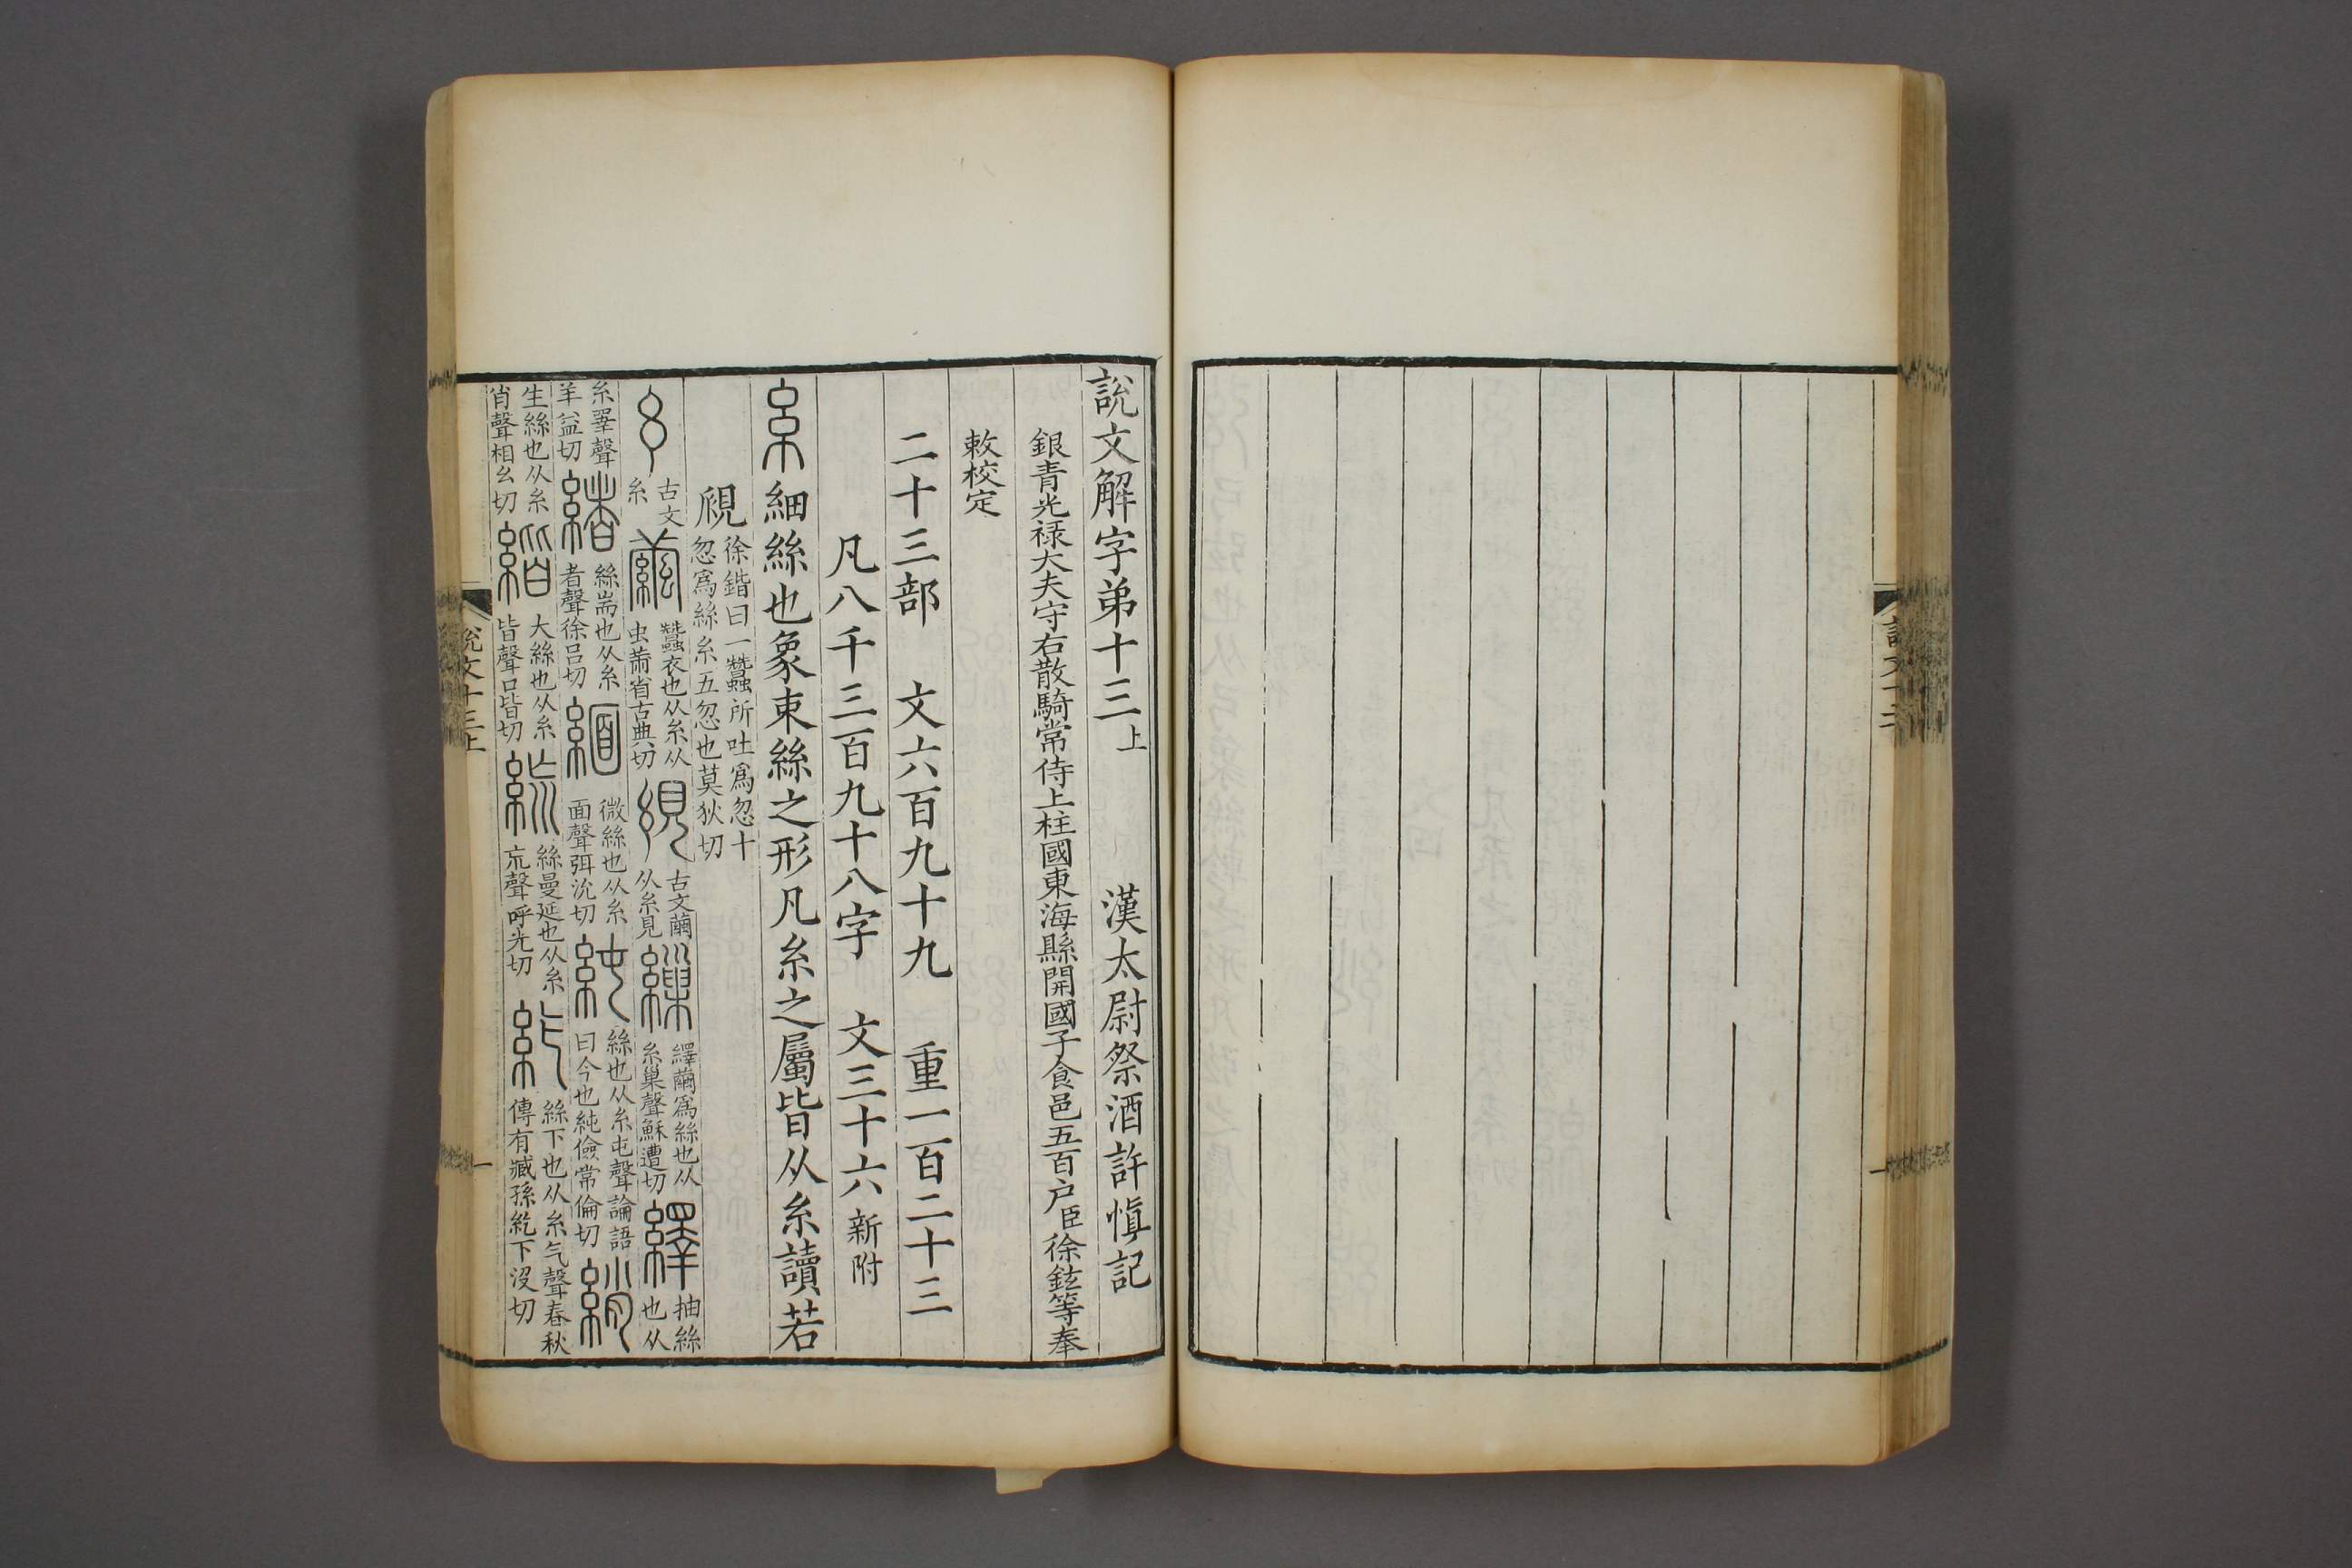 說文解字弟十三上 漢太尉祭酒許慎記
銀青光禄大夫守右散騎常侍上柱國東海縣開國子食邑五百户臣徐鉉等奉
敕校定
二十三部 文六百九十九 重一百二十三
凡八千三百九十八字 文三十六新附
糸細絲也象束絲之形凡糸之屬皆从糸讀若
覛徐鍇曰一蠶所吐爲忽十忽爲絲糸五忽也莫狄切
糸古文糸繭蠶衣也从糸从虫黹省古典切絸古文繭从糸見繅繹繭爲絲也从糸巢聲穌遭切繹抽絲也从
糸睪聲羊益切緒絲耑也从糸者聲徐吕切緬微絲也从糸面聲弭沇切純絲也从糸屯聲論語曰今也純儉常倫切綃
生絲也从糸肖聲相幺切緒大絲也从糸皆聲口皆切𦀖絲曼延也从糸㠩聲呼光切紇絲下也从糸气聲春秋傳有臧孫紇下没切
說文十三上 一